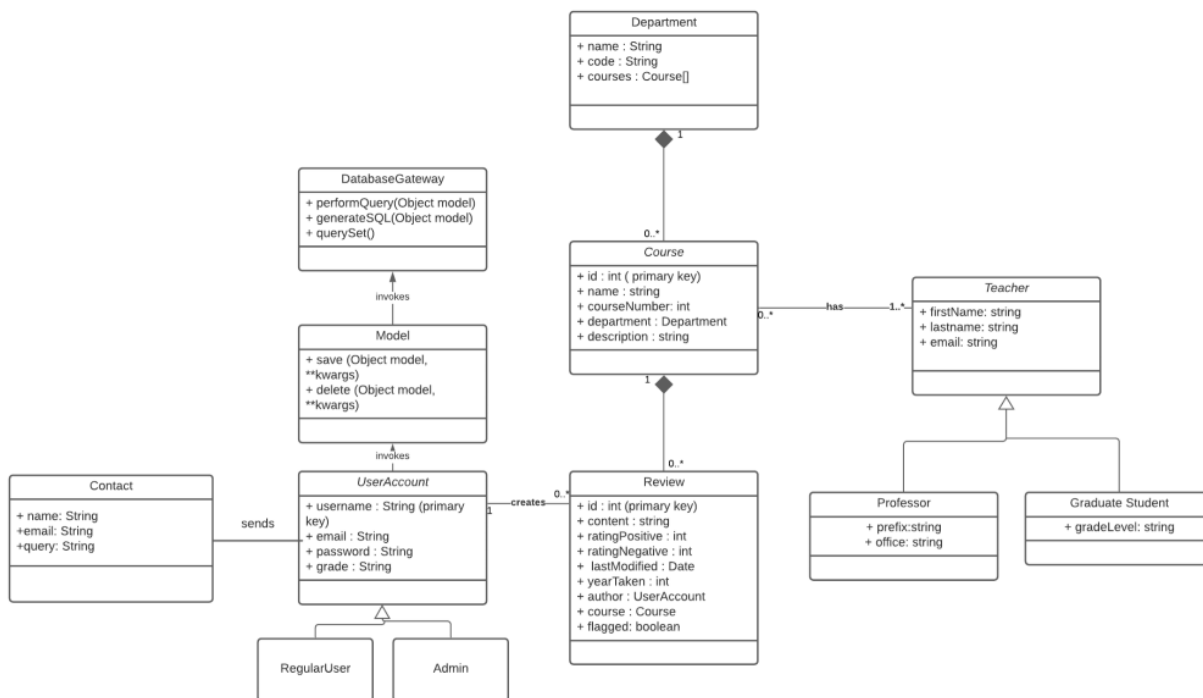 Department
+ name : String
+ code : String
+ courses : Course[]
1
0..*
DatabaseGateway
+ performQuery(Object model)
+ generateSQL(Object model)
+ querySet()
invokes
Model
+ save (Object model,
**kwargs)
+ delete (Object model,
**kwargs)
invokes
Course
+ id : int ( primary key)
+ name : string
+ courseNumber: int
+ department : Department
+ description : string
0..*
has
1..*
Teacher
+ firstName: string
+ lastname: string
+ email: string
1
0..*
Contact
+ name: String
+email: String
+query: String
sends
UserAccount
+ username : String (primary
key)
+ email : String
+ password : String
+ grade : String
1
creates
0..*
Review
+ id : int (primary key)
+ content : string
+ ratingPositive : int
+ ratingNegative : int
+ lastModified : Date
+ yearTaken : int
+ author : UserAccount
+ course : Course
+ flagged: boolean
Professor
+ prefix:string
+ office: string
Graduate Student
+ gradeLevel: string
RegularUser
Admin